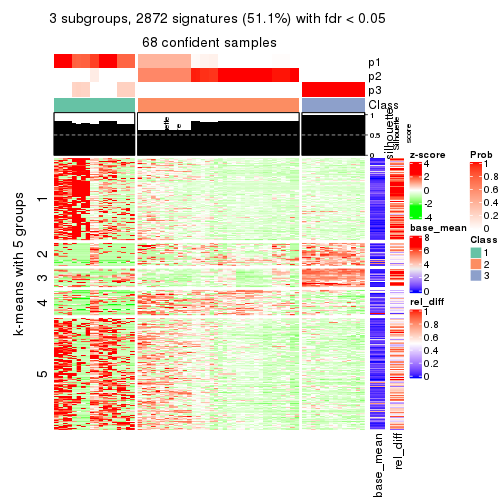 3 subgroups, 2872 signatures (51.1%) with fdr < 0.05
68 confident samples
p1
p2
p3
Class
1
0.5
0
silhouette
Silhouette
score
k-means with 5 groups
1
2
3
4
5
base_mean
rel_diff
z-score
4
2
0
-2
-4
base_mean
8
6
4
2
0
rel_diff
1
0.8
0.6
0.4
0.2
0
Prob
1
0.8
0.6
0.4
0.2
0
Class
1
2
3